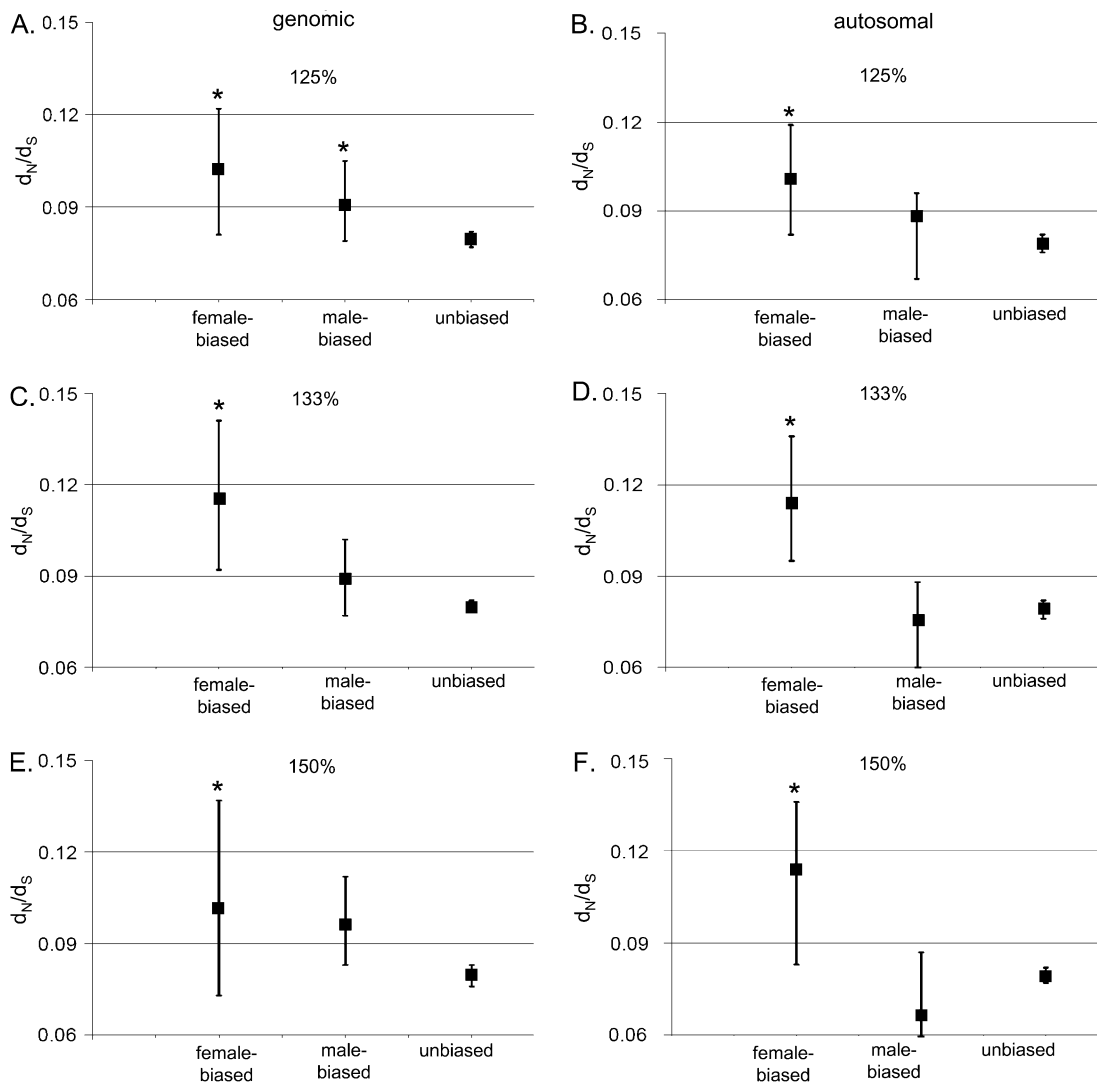 A.
genomic
0.15
125%
*
*
0.12
dN/dS
0.09
0.06
female-
biased
male-
biased
unbiased
B.
autosomal
0.15
125%
*
0.12
dN/dS
0.09
0.06
female-
biased
male-
biased
unbiased
C.
0.15
133%
*
0.12
dN/dS
0.09
0.06
female-
biased
male-
biased
unbiased
D.
0.15
133%
*
0.12
dN/dS
0.09
0.06
female-
biased
male-
biased
unbiased
E.
0.15
150%
*
0.12
dN/dS
0.09
0.06
female-
biased
male-
biased
unbiased
F.
0.15
150%
*
0.12
dN/dS
0.09
0.06
female-
biased
male-
biased
unbiased